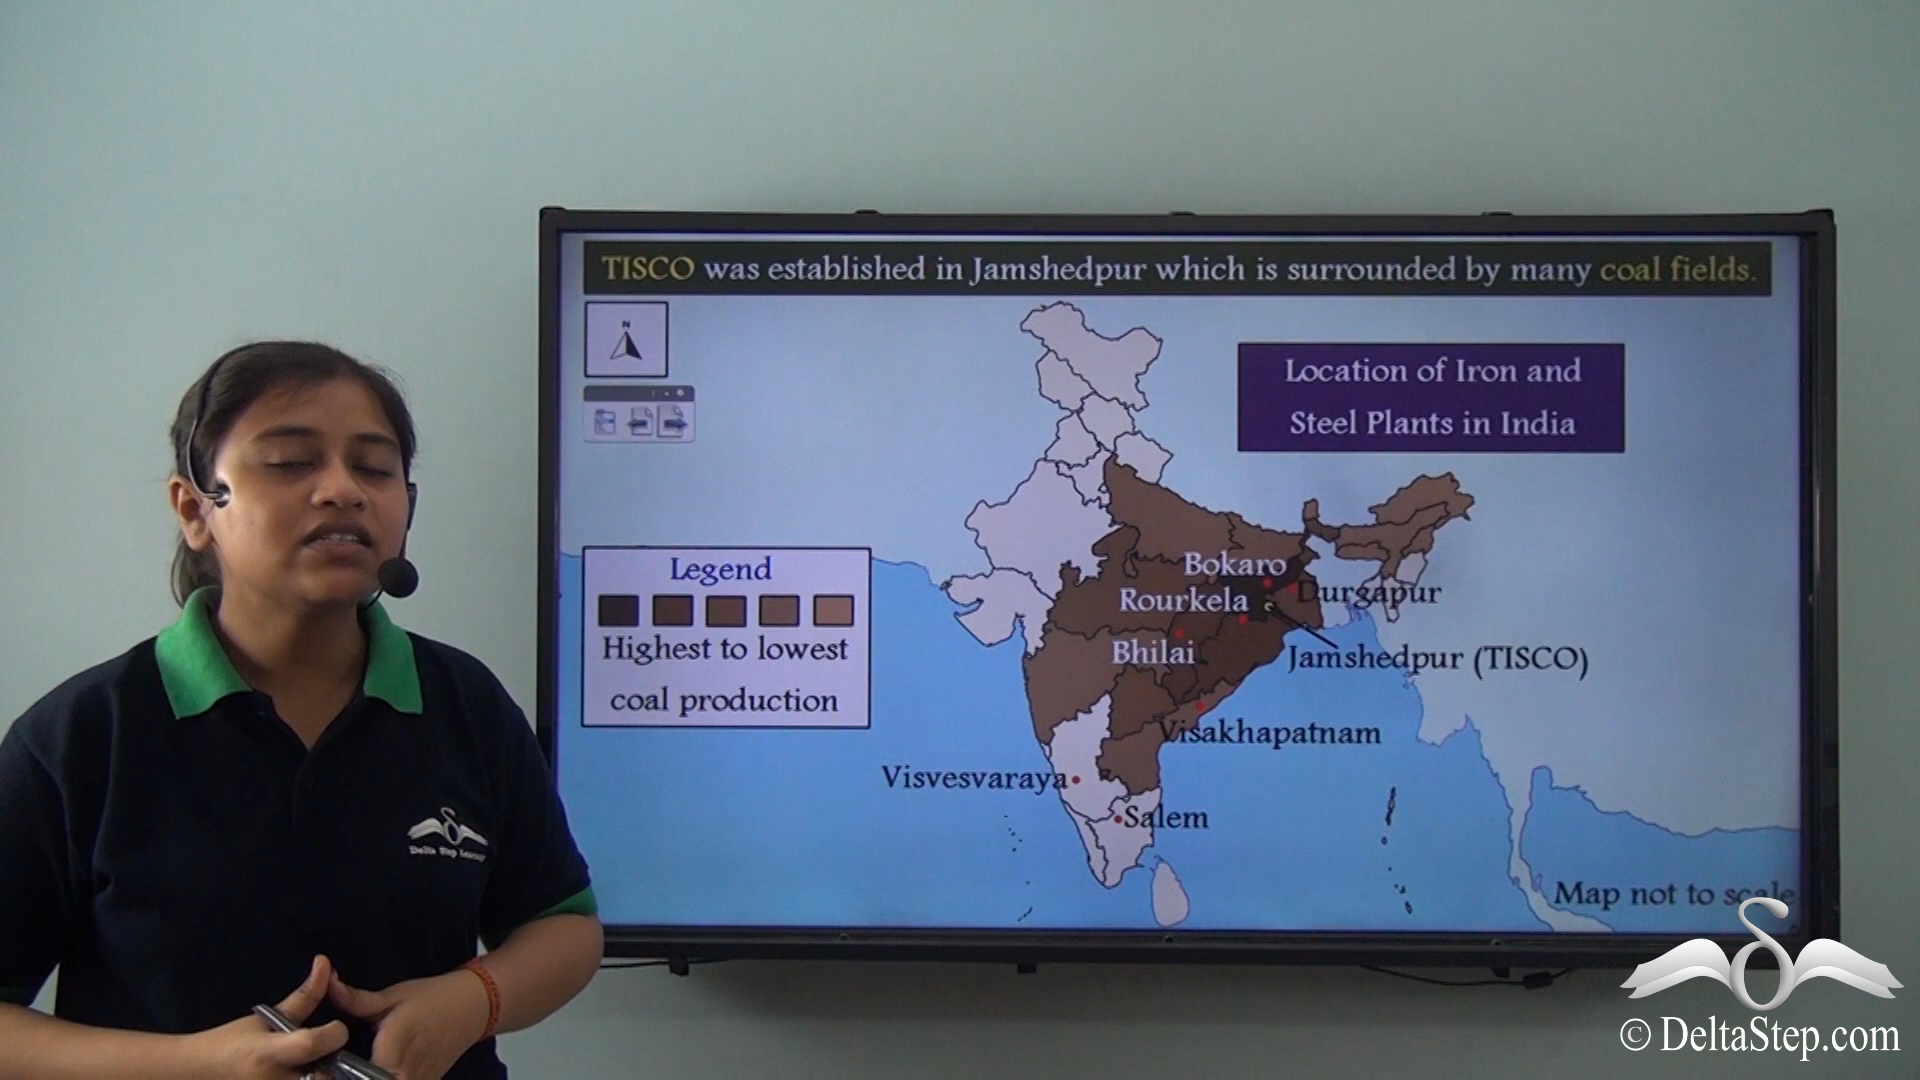 TISCO was established in Jamshedpur which is surrounded by many coal fields.
N
Location of Iron and
Steel Plants in India
Legend
Highest to lowest
coal production
Bokaro
Durgapur
Rourkela
Bhilai
Jamshedpur (TISCO)
Visakhapatnam
Visvesvaraya
Salem
Map not to scale
Delta Step
© DeltaStep.com